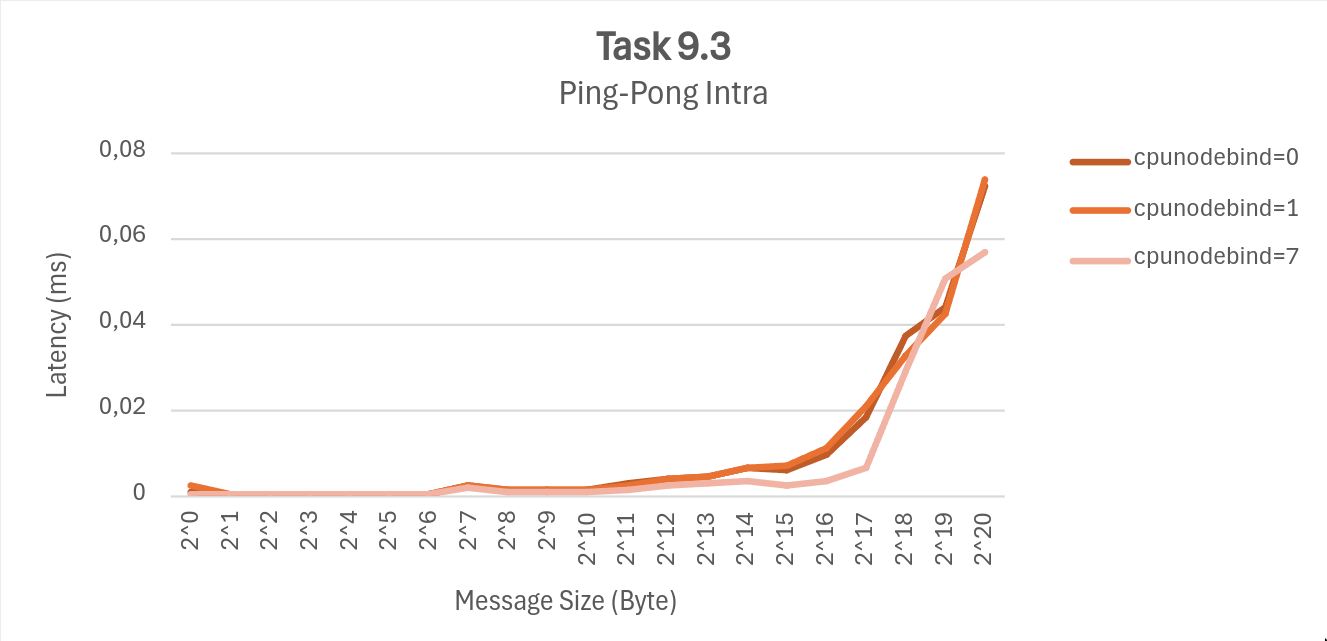 Task 9.3
Ping-Pong Intra
0,08
0,06
0,04
0,02
0
Latency (ms)
2^0 2^1 2^2 2^3 2^4 2^5 2^6 2^7 2^8 2^9 2^10 2^11 2^12 2^13 2^14 2^15 2^16 2^17 2^18 2^19 2^20
Message Size (Byte)
cpunodebind=0
cpunodebind=1
cpunodebind=7